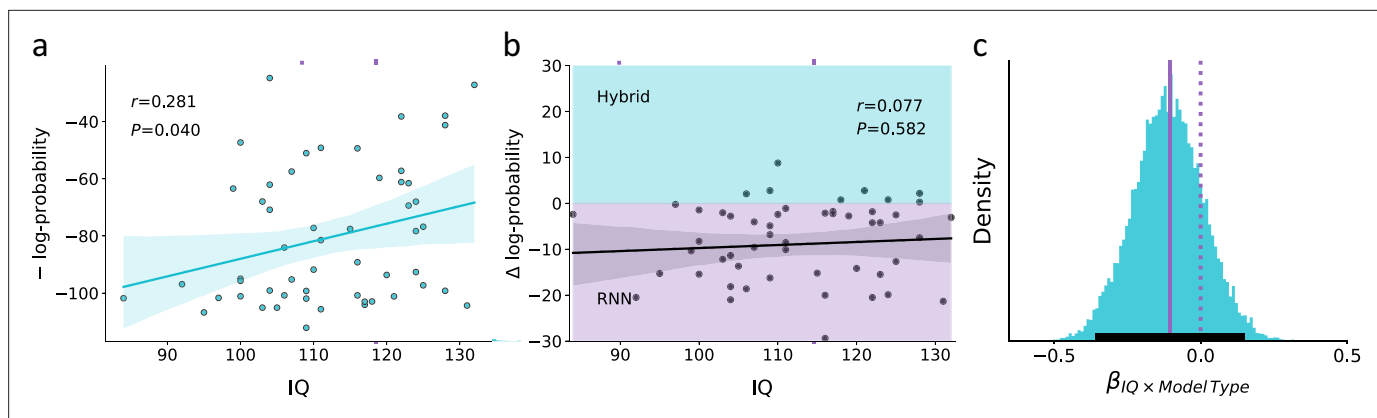 a
r=0.281
P=0.040
− log-probability
−40
−60
−80
−100
90 100 110 120 130
IQ
b
Hybrid
r=0.077
P=0.582
RNN
Δ log-probability
30
20
10
0
−10
−20
−30
90 100 110 120 130
IQ
c
Density
−0.5 0.0 0.5
βIQ × Model Type